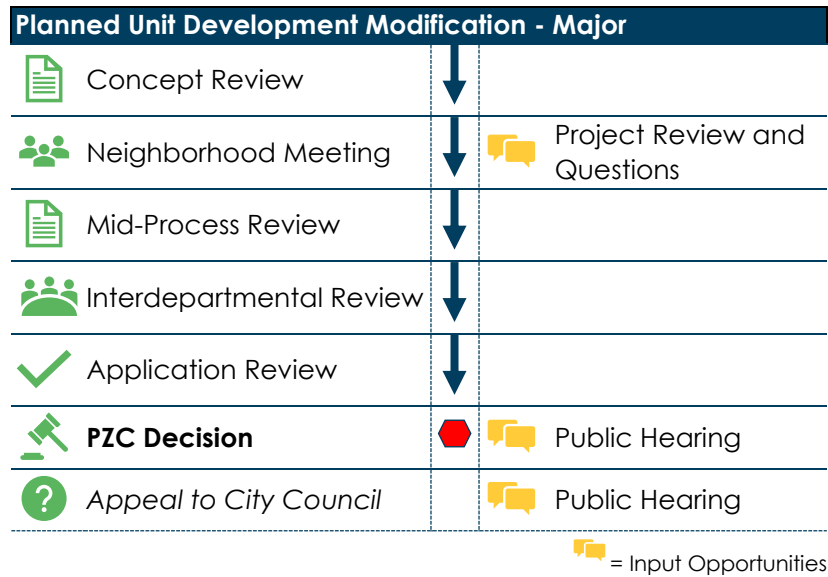 Planned Unit Development Modification - Major
Concept Review
Neighborhood Meeting
Project Review and
Questions
Mid-Process Review
Interdepartmental Review
Application Review
PZC Decision
Public Hearing
?
Appeal to City Council
Public Hearing
= Input Opportunities